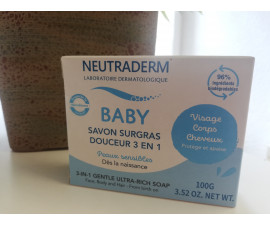 NEUTRADERM
LABORATOIRE DERMATOLOGIQUE
96%
BABY
SAVON SURGRAS
DOUCEUR 3 EN 1
Peaux sensibles
Dès la naissance
Visage
Corps
Cheveux
3-IN-1 GENTLE ULTRA-RICH SOAP
100G
3.52 OZ. NET WT.